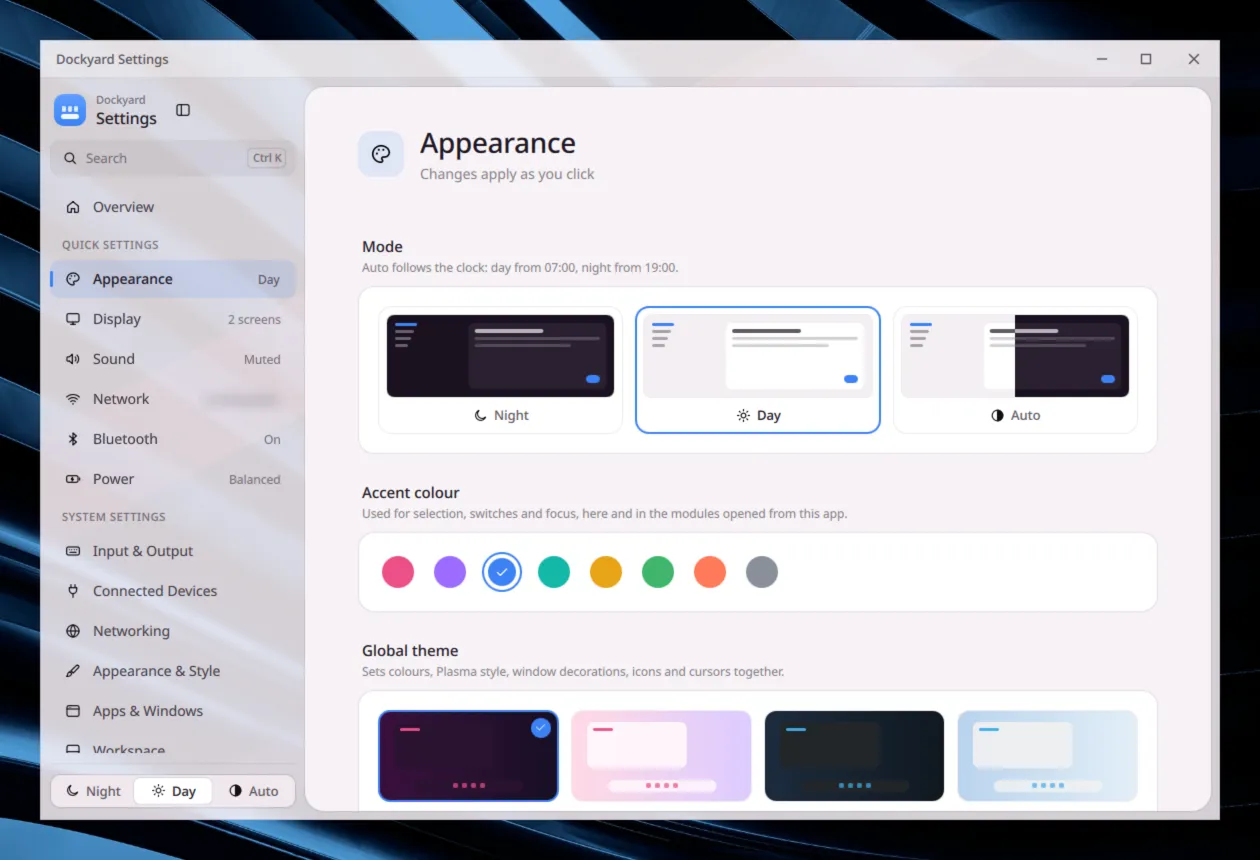 Dockyard Settings
Dockyard
Settings
Search
Ctrl K
Overview
QUICK SETTINGS
Appearance
Day
Display
2 screens
Sound
Muted
Network
Bluetooth
On
Power
Balanced
SYSTEM SETTINGS
Input & Output
Connected Devices
Networking
Appearance & Style
Apps & Windows
Workspace
Night
Day
Auto
Appearance
Changes apply as you click
Mode
Auto follows the clock: day from 07:00, night from 19:00.
Night
Day
Auto
Accent colour
Used for selection, switches and focus, here and in the modules opened from this app.
Global theme
Sets colours, Plasma style, window decorations, icons and cursors together.